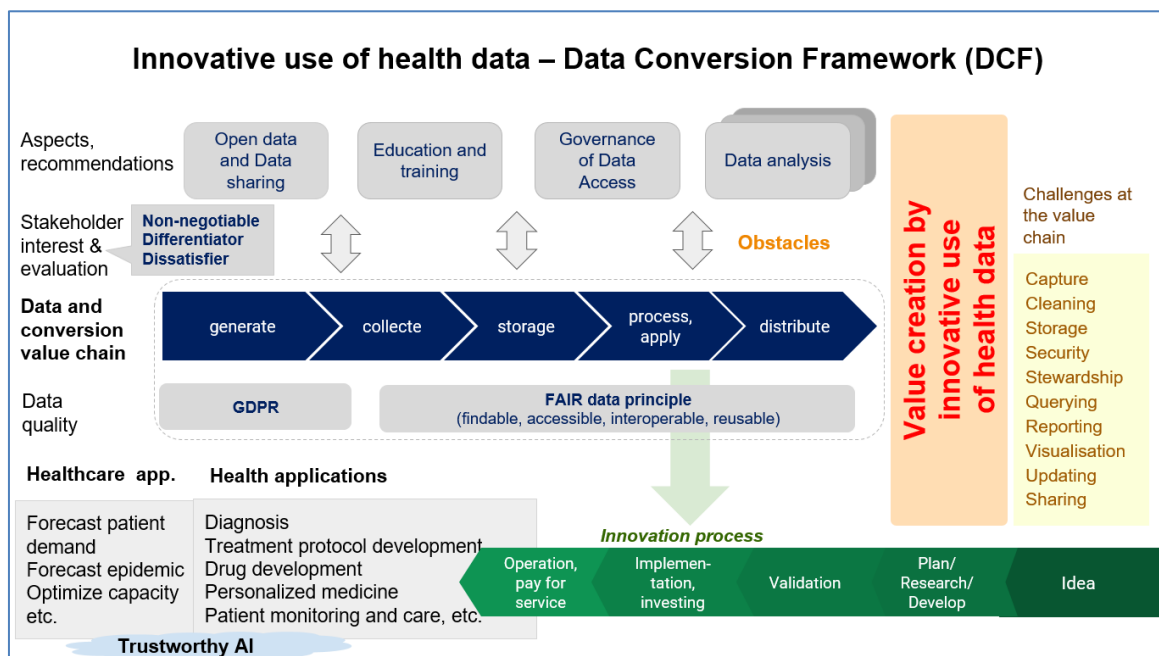 Innovative use of health data – Data Conversion Framework (DCF)
Aspects,
recommendations
Open data
and Data
sharing
Education and
training
Governance
of Data
Access
Data analysis
Stakeholder
interest &
evaluation
Non-negotiable
Differentiator
Dissatisfier
Obstacles
Data and
conversion
value chain
generate
collecte
storage
process,
apply
distribute
Data
quality
GDPR
FAIR data principle
(findable, accessible, interoperable, reusable)
Value creation by
innovative use
of health data
Challenges at
the value
chain
Capture
Cleaning
Storage
Security
Stewardship
Querying
Reporting
Visualisation
Updating
Sharing
Healthcare app.
Forecast patient
demand
Forecast epidemic
Optimize capacity
etc.
Health applications
Diagnosis
Treatment protocol development
Drug development
Personalized medicine
Patient monitoring and care, etc.
Trustworthy AI
Innovation process
Operation,
pay for
service
Implemen-
tation,
investing
Validation
Plan/
Research/
Develop
Idea